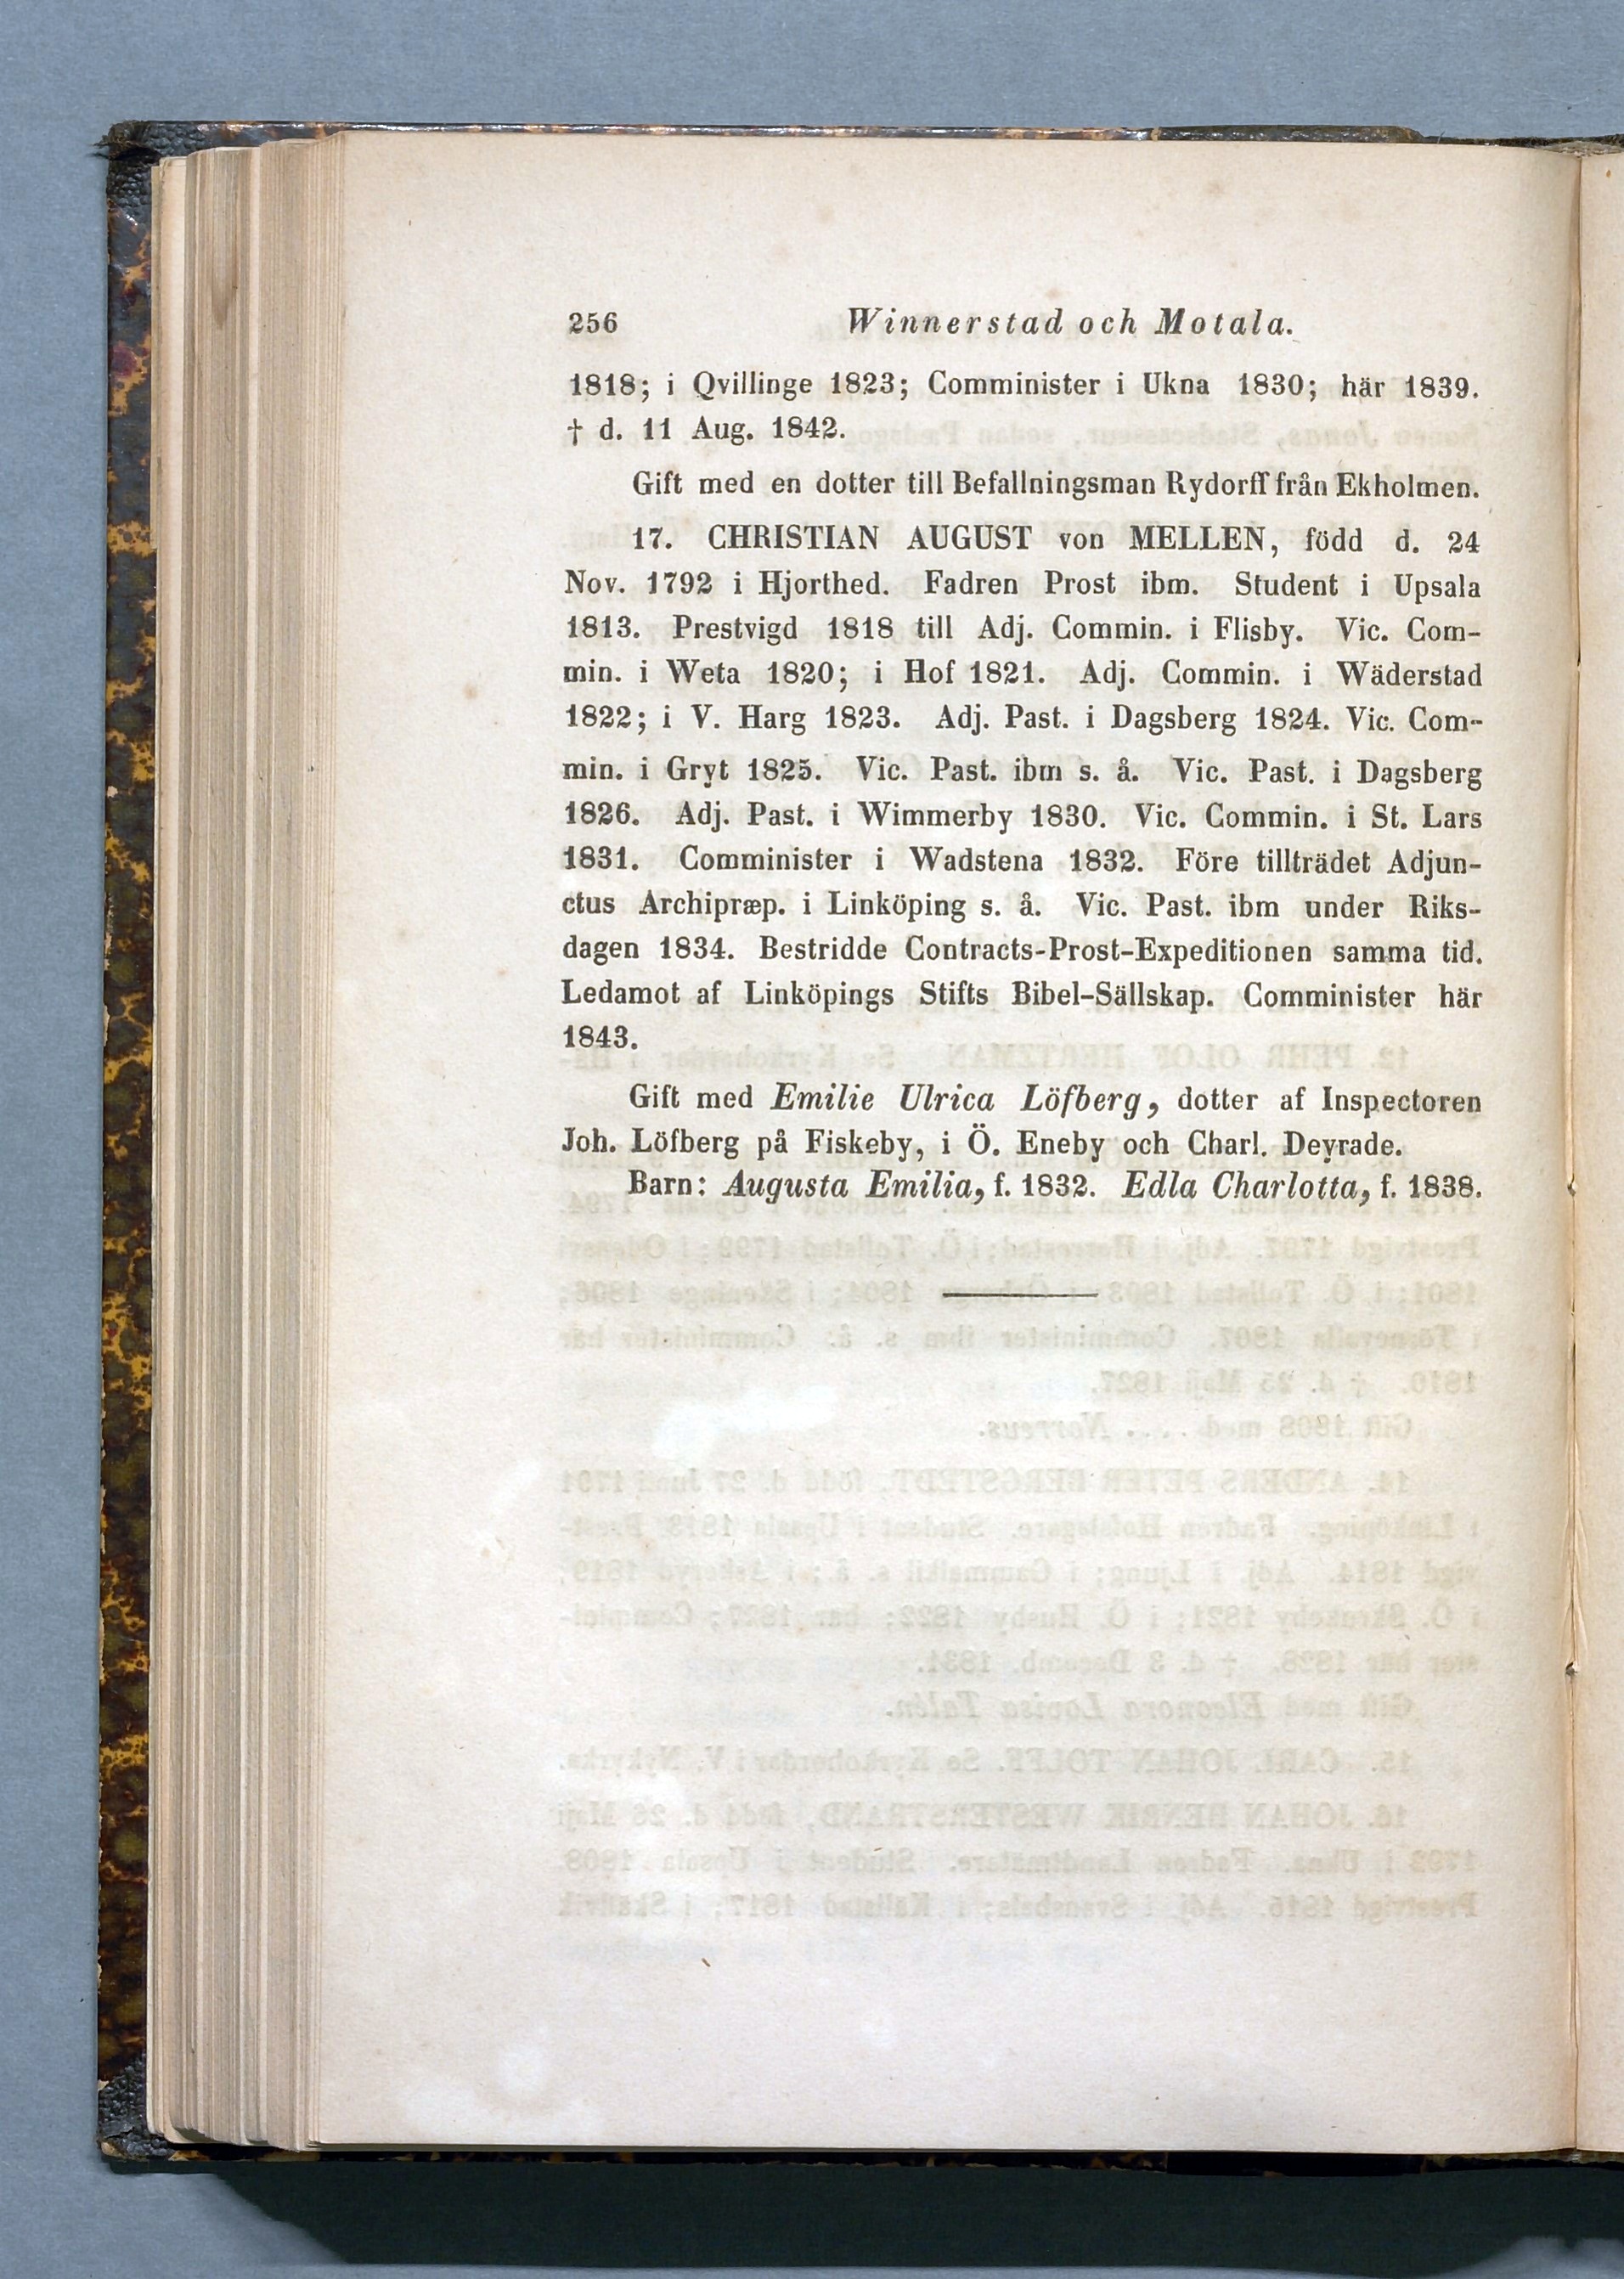 256 Winnerstad och Motala.
1818; i Qvillinge 1823; Comminister i Ukna 1830; här 1839.
† d. 11 Aug. 1842.
Gift med en dotter till Befallningsman Rydorff från Ekholmen.
17. CHRISTIAN AUGUST von MELLEN, född d. 24
Nov. 1792 i Hjorthed. Fadren Prost ibm. Student i Upsala
1813. Prestvigd 1818 till Adj. Commin. i Flisby. Vic. Com-
min. i Weta 1820; i Hof 1821. Adj. Commin. i Wäderstad
1822; i V. Harg 1823. Adj. Past. i Dagsberg 1824. Vic. Com-
min. i Gryt 1825. Vic. Past. ibm s. å. Vic. Past. i Dagsberg
1826. Adj. Past. i Wimmerby 1830. Vic. Commin. i St. Lars
1831. Comminister i Wadstena 1832. Före tillträdet Adjun-
ctus Archipræp. i Linköping s. å. Vic. Past. ibm under Riks-
dagen 1834. Bestridde Contracts-Prost-Expeditionen samma tid.
Ledamot af Linköpings Stifts Bibel-Sällskap. Comminister här
1843.
Gift med Emilie Ulrica Löfberg, dotter af Inspectoren
Joh. Löfberg på Fiskeby, i Ö. Eneby och Charl. Deyrade.
Barn: Augusta Emilia, f. 1832. Edla Charlotta, f. 1838.